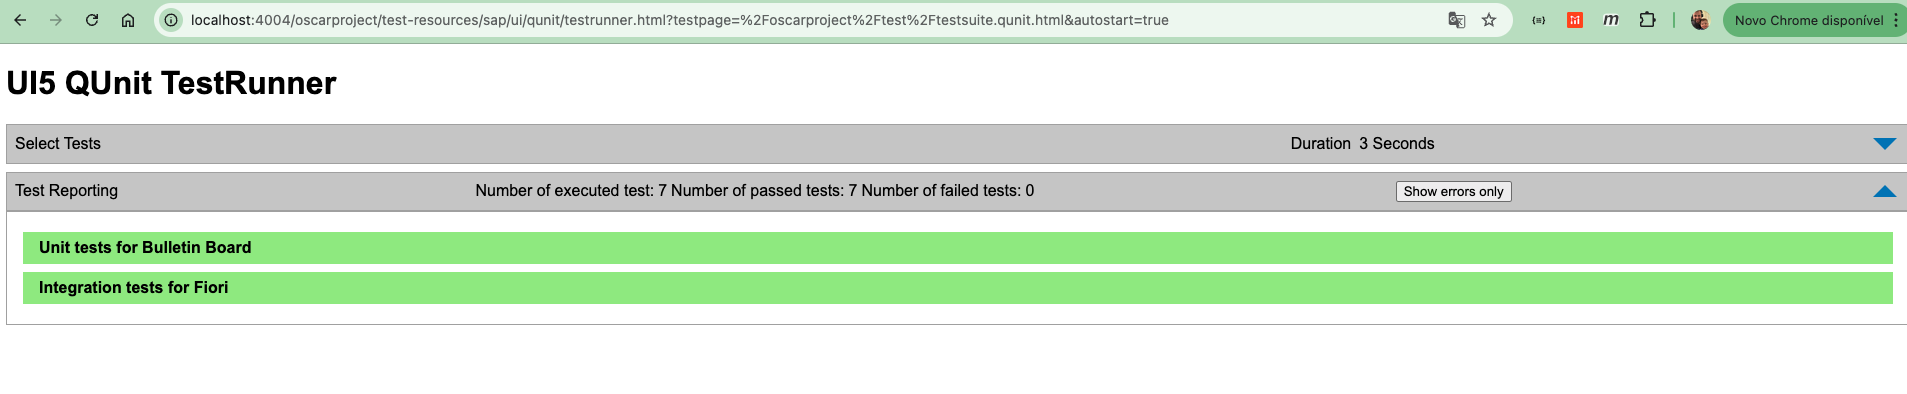 localhost:4004/oscarproject/test-resources/sap/ui/qunit/testrunner.html?testpage=%2Foscarproject%2Ftest%2Ftestsuite.qunit.html&autostart=true
Novo Chrome disponível
UI5 QUnit TestRunner
Select Tests Duration 3 Seconds
Test Reporting Number of executed test: 7 Number of passed tests: 7 Number of failed tests: 0 Show errors only
Unit tests for Bulletin Board
Integration tests for Fiori